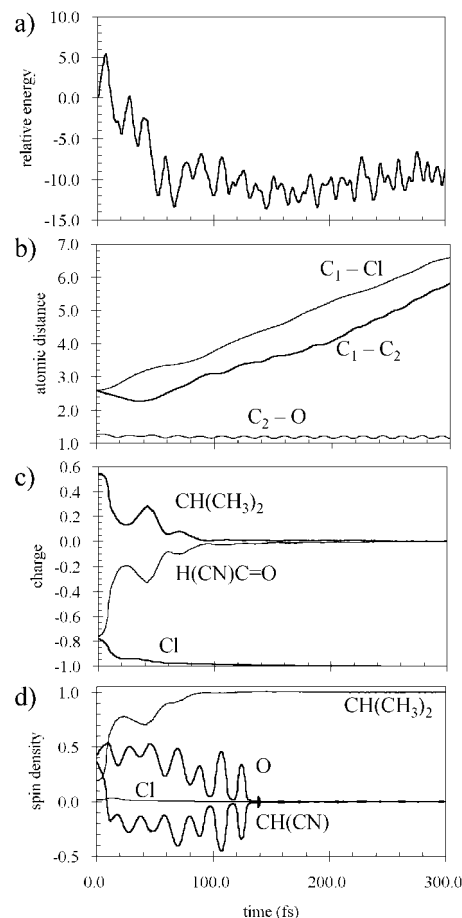 a)
10.0
5.0
0.0
-5.0
-10.0
-15.0
relative energy
b)
7.0
6.0
5.0
4.0
3.0
2.0
1.0
atomic distance
C₁ – Cl
C₁ – C₂
C₂ – O
c)
0.6
0.4
0.2
0.0
-0.2
-0.4
-0.6
-0.8
-1.0
charge
CH(CH₃)₂
H(CN)C=O
Cl
d)
1.0
0.5
0.0
-0.5
spin density
CH(CH₃)₂
O
Cl
CH(CN)
0.0 100.0 200.0 300.0
time (fs)